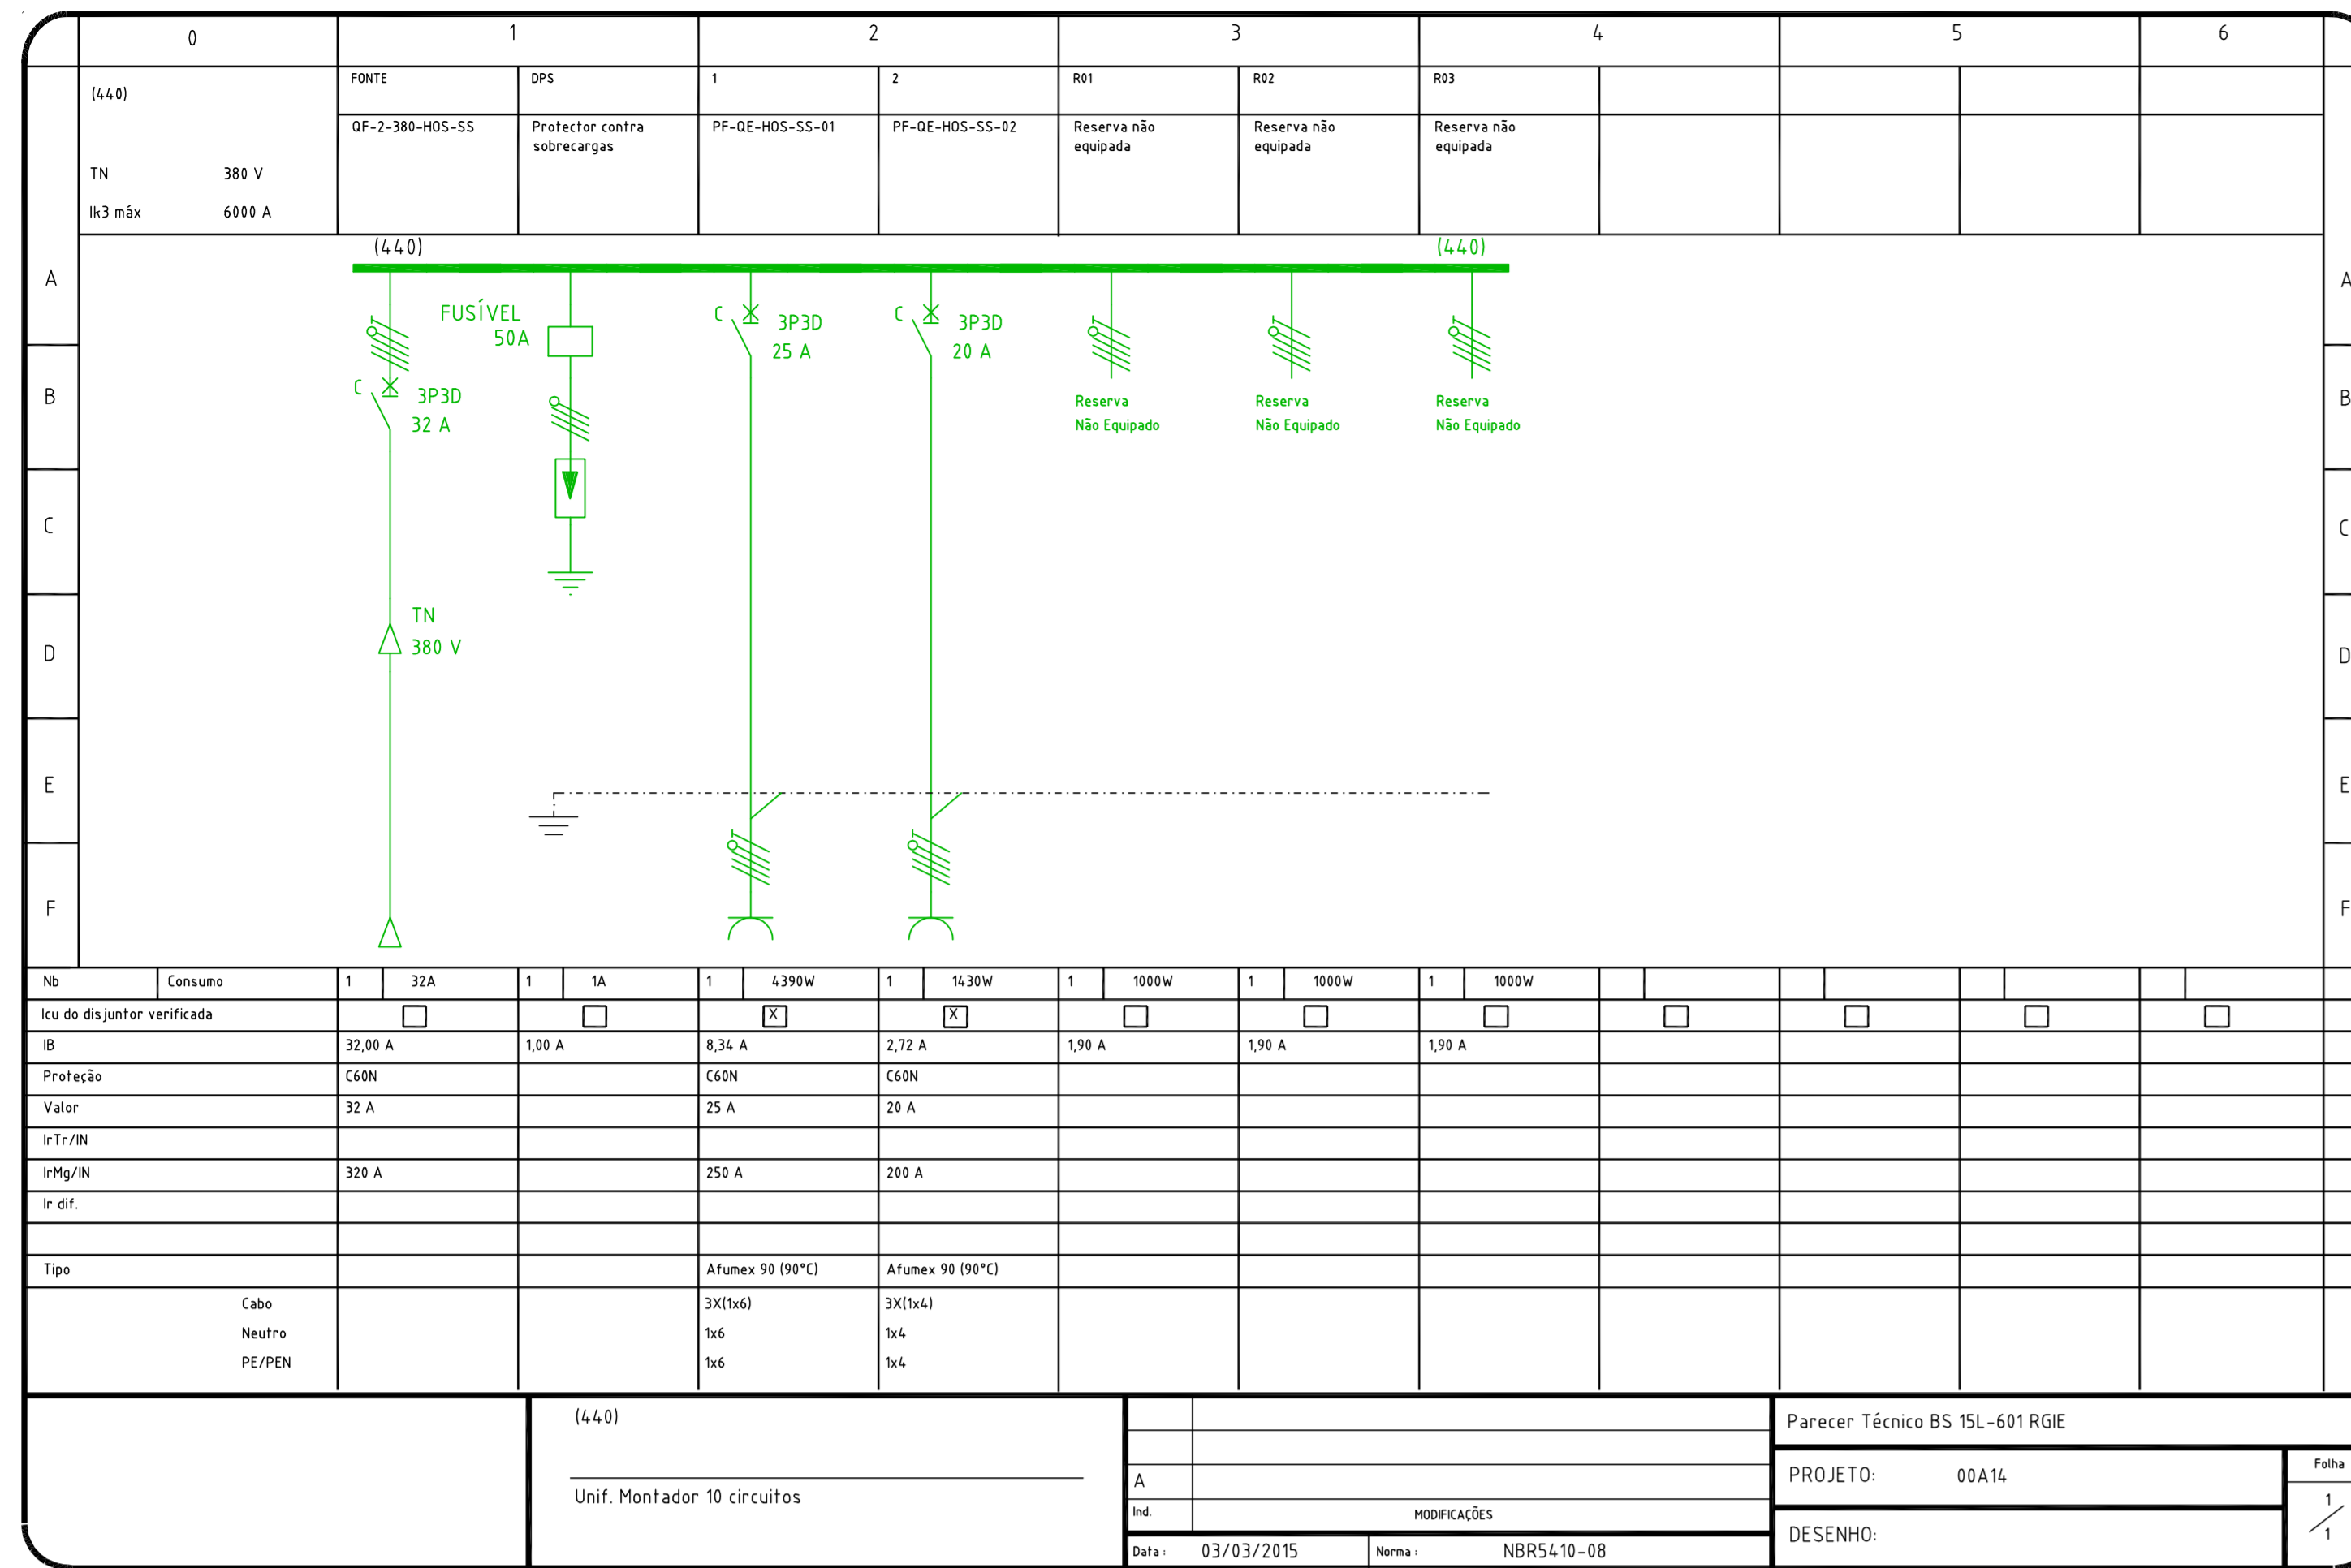 0 1 2 3 4 5 6
(440) FONTE DPS 1 2 R01 R02 R03
QF-2-380-HOS-SS Protector contra PF-QE-HOS-SS-01 PF-QE-HOS-SS-02 Reserva não Reserva não Reserva não
sobrecargas equipada equipada equipada
TN 380 V
Ik3 máx 6000 A
(440) (440)
A A
FUSÍVEL C 3P3D C 3P3D
50A 25 A 20 A
B C 3P3D Reserva Reserva Reserva B
32 A Não Equipado Não Equipado Não Equipado
C C
TN
D 380 V D
E E
F F
Nb Consumo 1 32A 1 1A 1 4390W 1 1430W 1 1000W 1 1000W 1 1000W
Icu do disjuntor verificada X X
IB 32,00 A 1,00 A 8,34 A 2,72 A 1,90 A 1,90 A 1,90 A
Proteção C60N C60N C60N
Valor 32 A 25 A 20 A
IrTr/IN
IrMg/IN 320 A 250 A 200 A
Ir dif.
Tipo Afumex 90 (90°C) Afumex 90 (90°C)
Cabo 3X(1x6) 3X(1x4)
Neutro 1x6 1x4
PE/PEN 1x6 1x4
(440)
Unif. Montador 10 circuitos
A
Ind. MODIFICAÇÕES
Data : 03/03/2015 Norma : NBR5410-08
Parecer Técnico BS 15L-601 RGIE
PROJETO: 00A14
DESENHO:
Folha
1
1